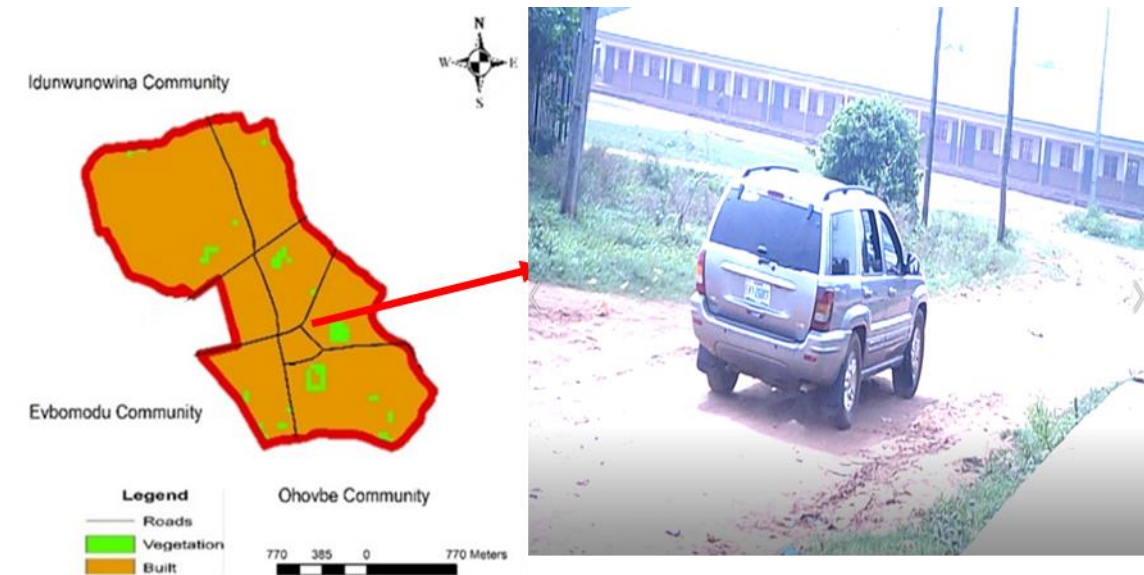 N
W
E
S
Idunwunowina Community
Evbomodu Community
Ohovbe Community
Legend
Roads
Vegetation
Built
770 385 0 770 Meters